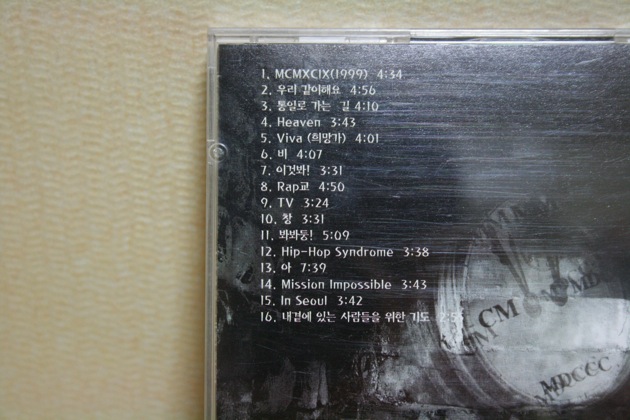 1. MCMXCIX(1999) 4:34
2. 우리 같이해요 4:56
3. 통일로 가는 길 4:10
4. Heaven 3:43
5. Viva (희망가) 4:01
6. 비 4:07
7. 이것봐! 3:31
8. Rap교 4:50
9. TV 3:24
10. 창 3:31
11. 봐봐둥! 5:09
12. Hip-Hop Syndrome 3:38
13. 아 7:39
14. Mission Impossible 3:43
15. In Seoul 3:42
16. 내곁에 있는 사람들을 위한 기도
CM
MDCCC